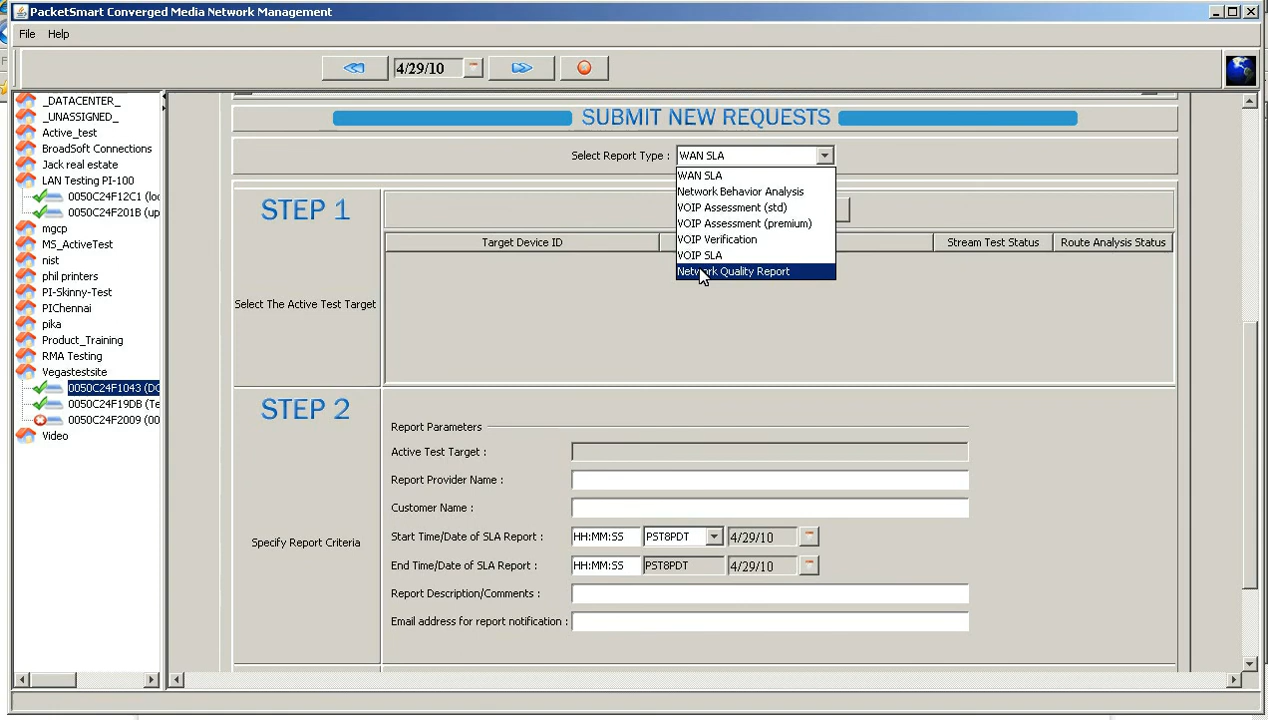 PacketSmart Converged Media Network Management
File Help
4/29/10
_DATACENTER_
_UNASSIGNED_
Active_test
BroadSoft Connections
Jack real estate
LAN Testing PI-100
0050C24F12C1 (loc
0050C24F201B (up
mgcp
MS_ActiveTest
nist
phil printers
PI-Skinny-Test
PIChennai
pika
Product_Training
RMA Testing
Vegastestsite
0050C24F1043 (DC
0050C24F19DB (Te
0050C24F2009 (00
Video
SUBMIT NEW REQUESTS
Select Report Type : WAN SLA
WAN SLA
Network Behavior Analysis
VOIP Assessment (std)
VOIP Assessment (premium)
VOIP Verification
VOIP SLA
Network Quality Report
STEP 1
Target Device ID Stream Test Status Route Analysis Status
Select The Active Test Target
STEP 2
Specify Report Criteria
Report Parameters
Active Test Target :
Report Provider Name :
Customer Name :
Start Time/Date of SLA Report : HH:MM:SS PST8PDT 4/29/10
End Time/Date of SLA Report : HH:MM:SS PST8PDT 4/29/10
Report Description/Comments :
Email address for report notification :